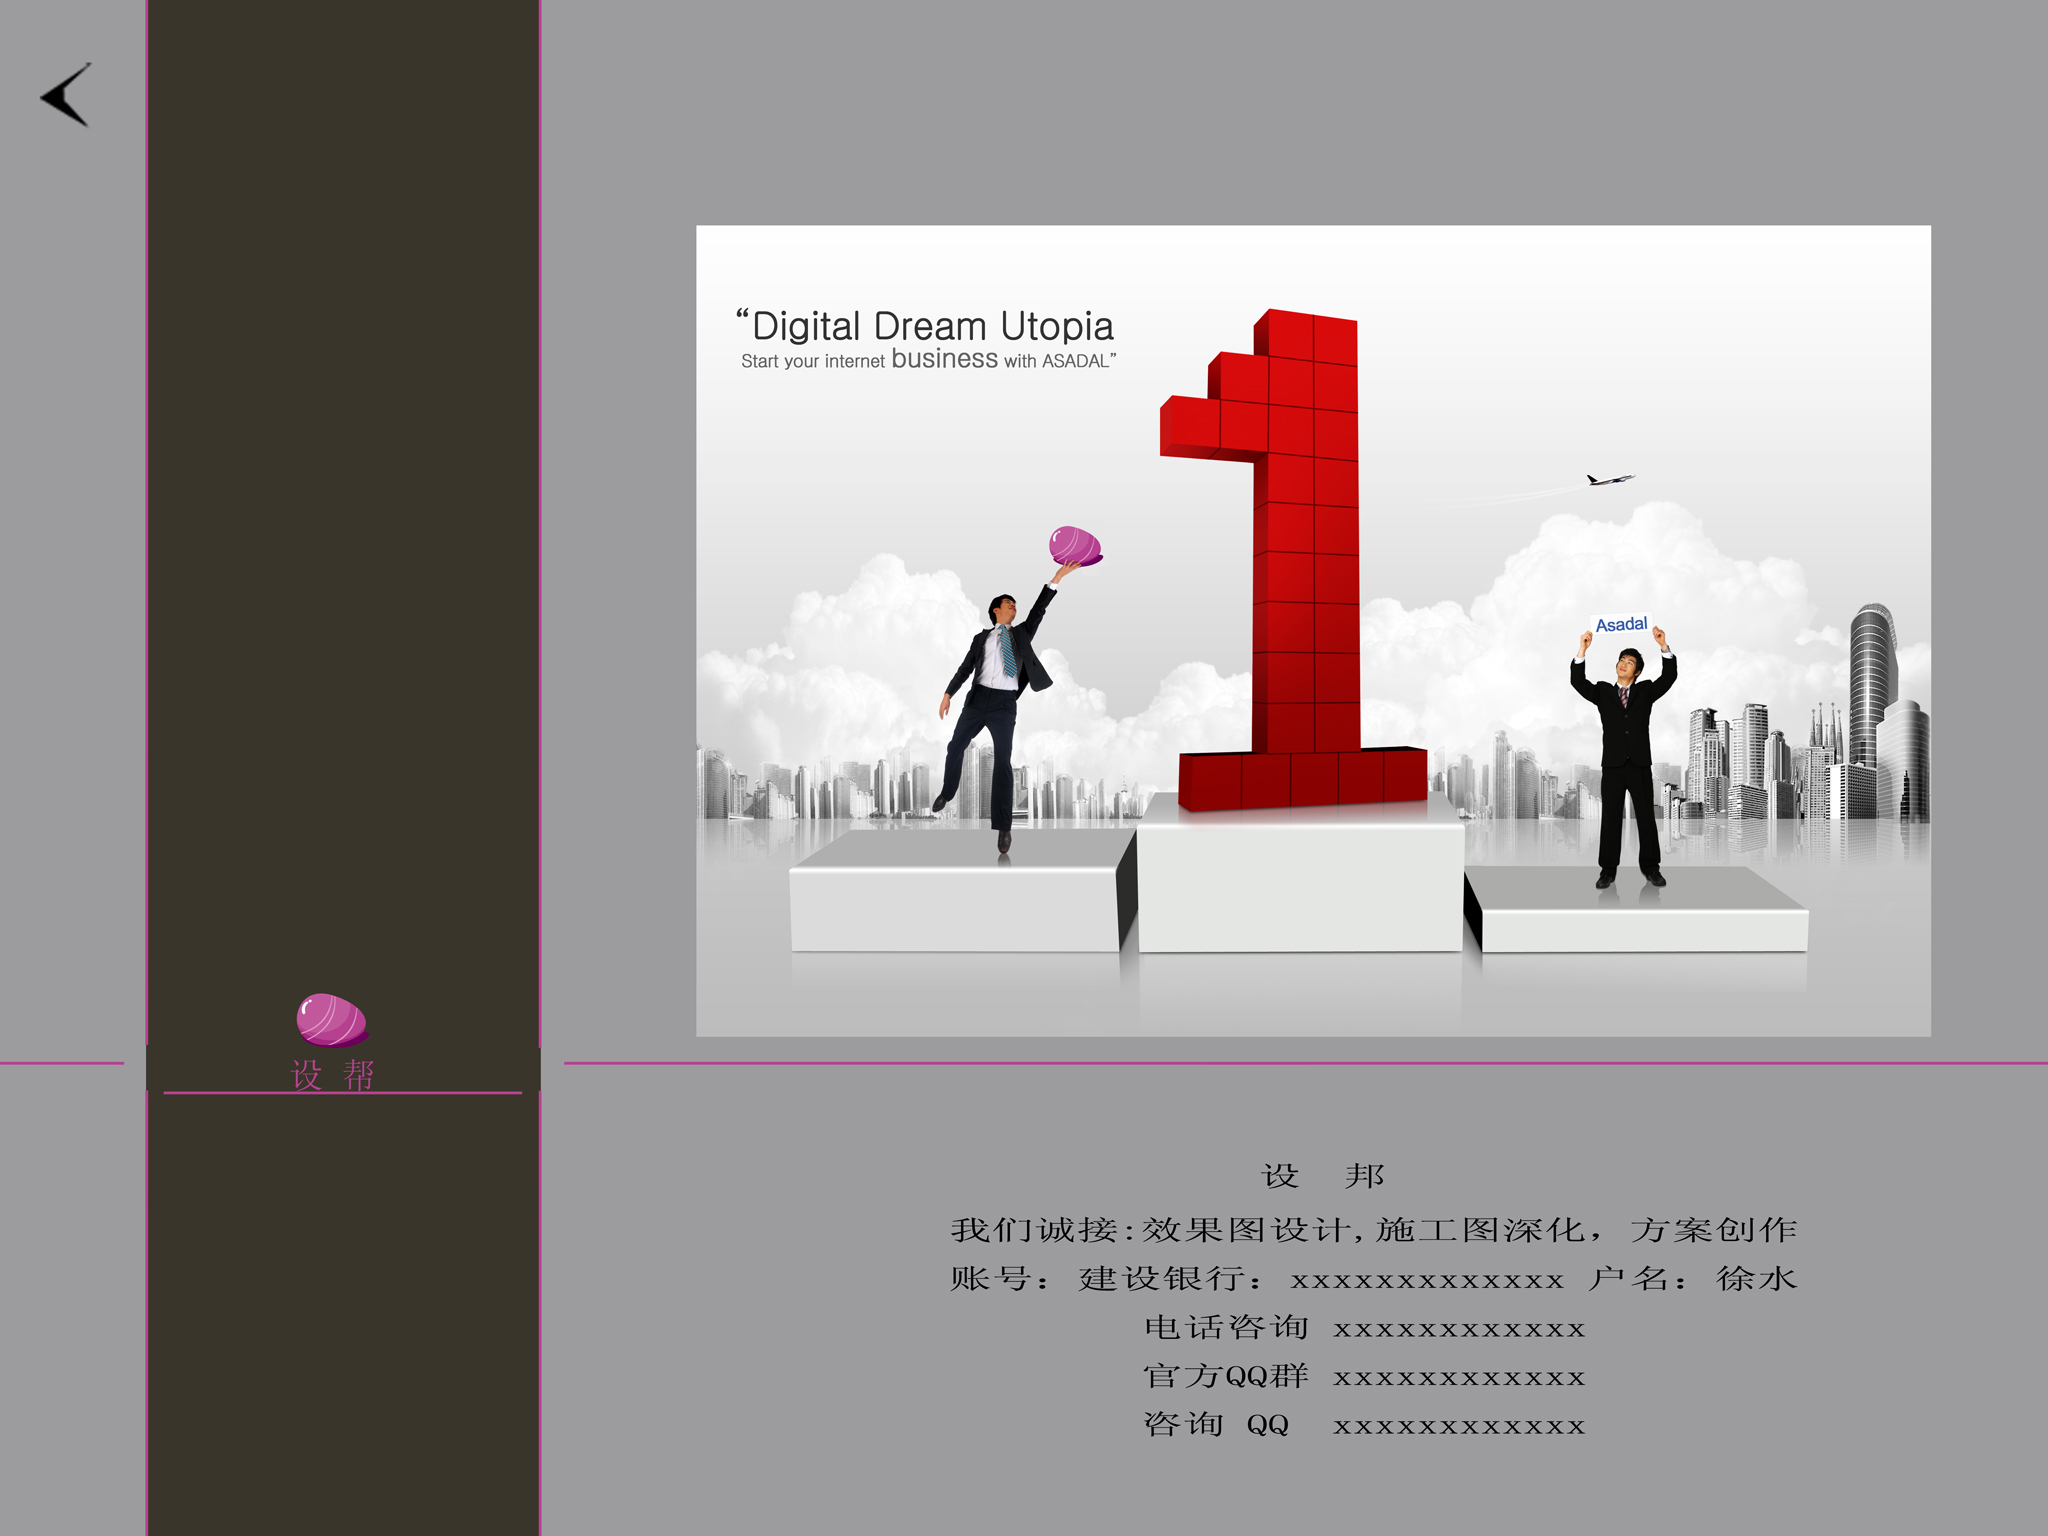 “Digital Dream Utopia
Start your internet business with ASADAL”
Asadal
设 帮
设 邦
我们诚接:效果图设计,施工图深化，方案创作
账号：建设银行：xxxxxxxxxxxxx 户名：徐水
电话咨询 xxxxxxxxxxxx
官方QQ群 xxxxxxxxxxxx
咨询 QQ xxxxxxxxxxxx